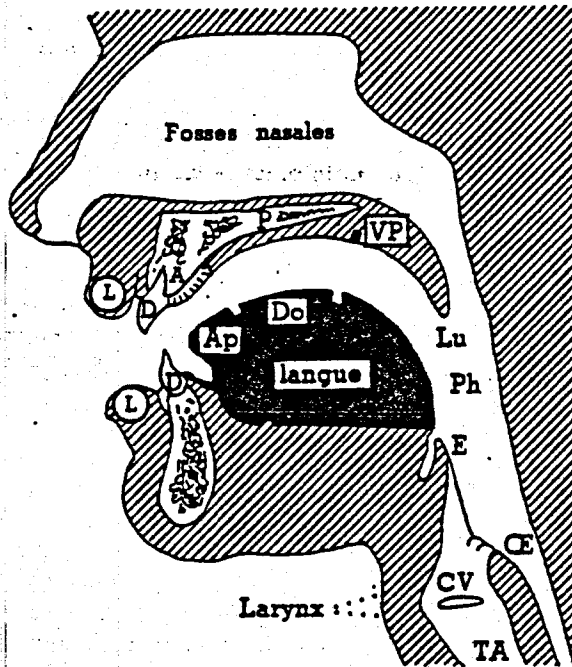 Fosses nasales
P
VP
A
L
D
Do
Ap
Lu
langue
Ph
D
L
E
Œ
CV
Larynx :
TA